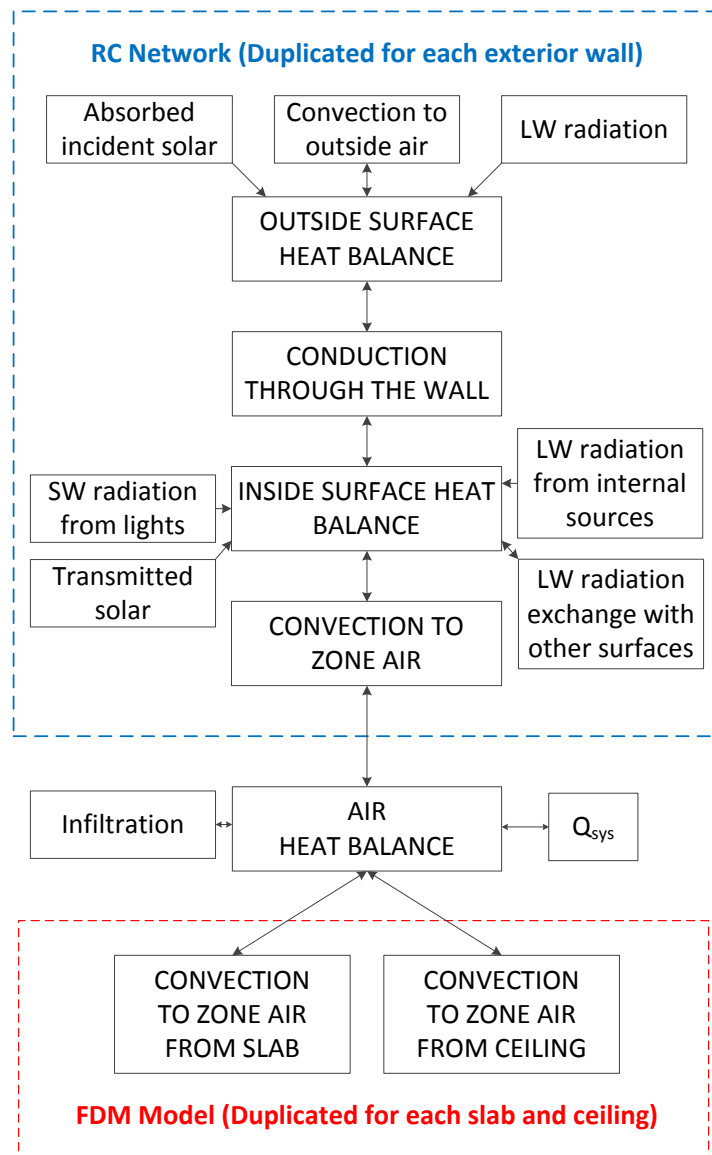 RC Network (Duplicated for each exterior wall)
Absorbed
incident solar
Convection to
outside air
LW radiation
OUTSIDE SURFACE
HEAT BALANCE
CONDUCTION
THROUGH THE WALL
SW radiation
from lights
INSIDE SURFACE HEAT
BALANCE
LW radiation
from internal
sources
Transmitted
solar
LW radiation
exchange with
other surfaces
CONVECTION TO
ZONE AIR
Infiltration
AIR
HEAT BALANCE
Qsys
CONVECTION
TO ZONE AIR
FROM SLAB
CONVECTION
TO ZONE AIR
FROM CEILING
FDM Model (Duplicated for each slab and ceiling)